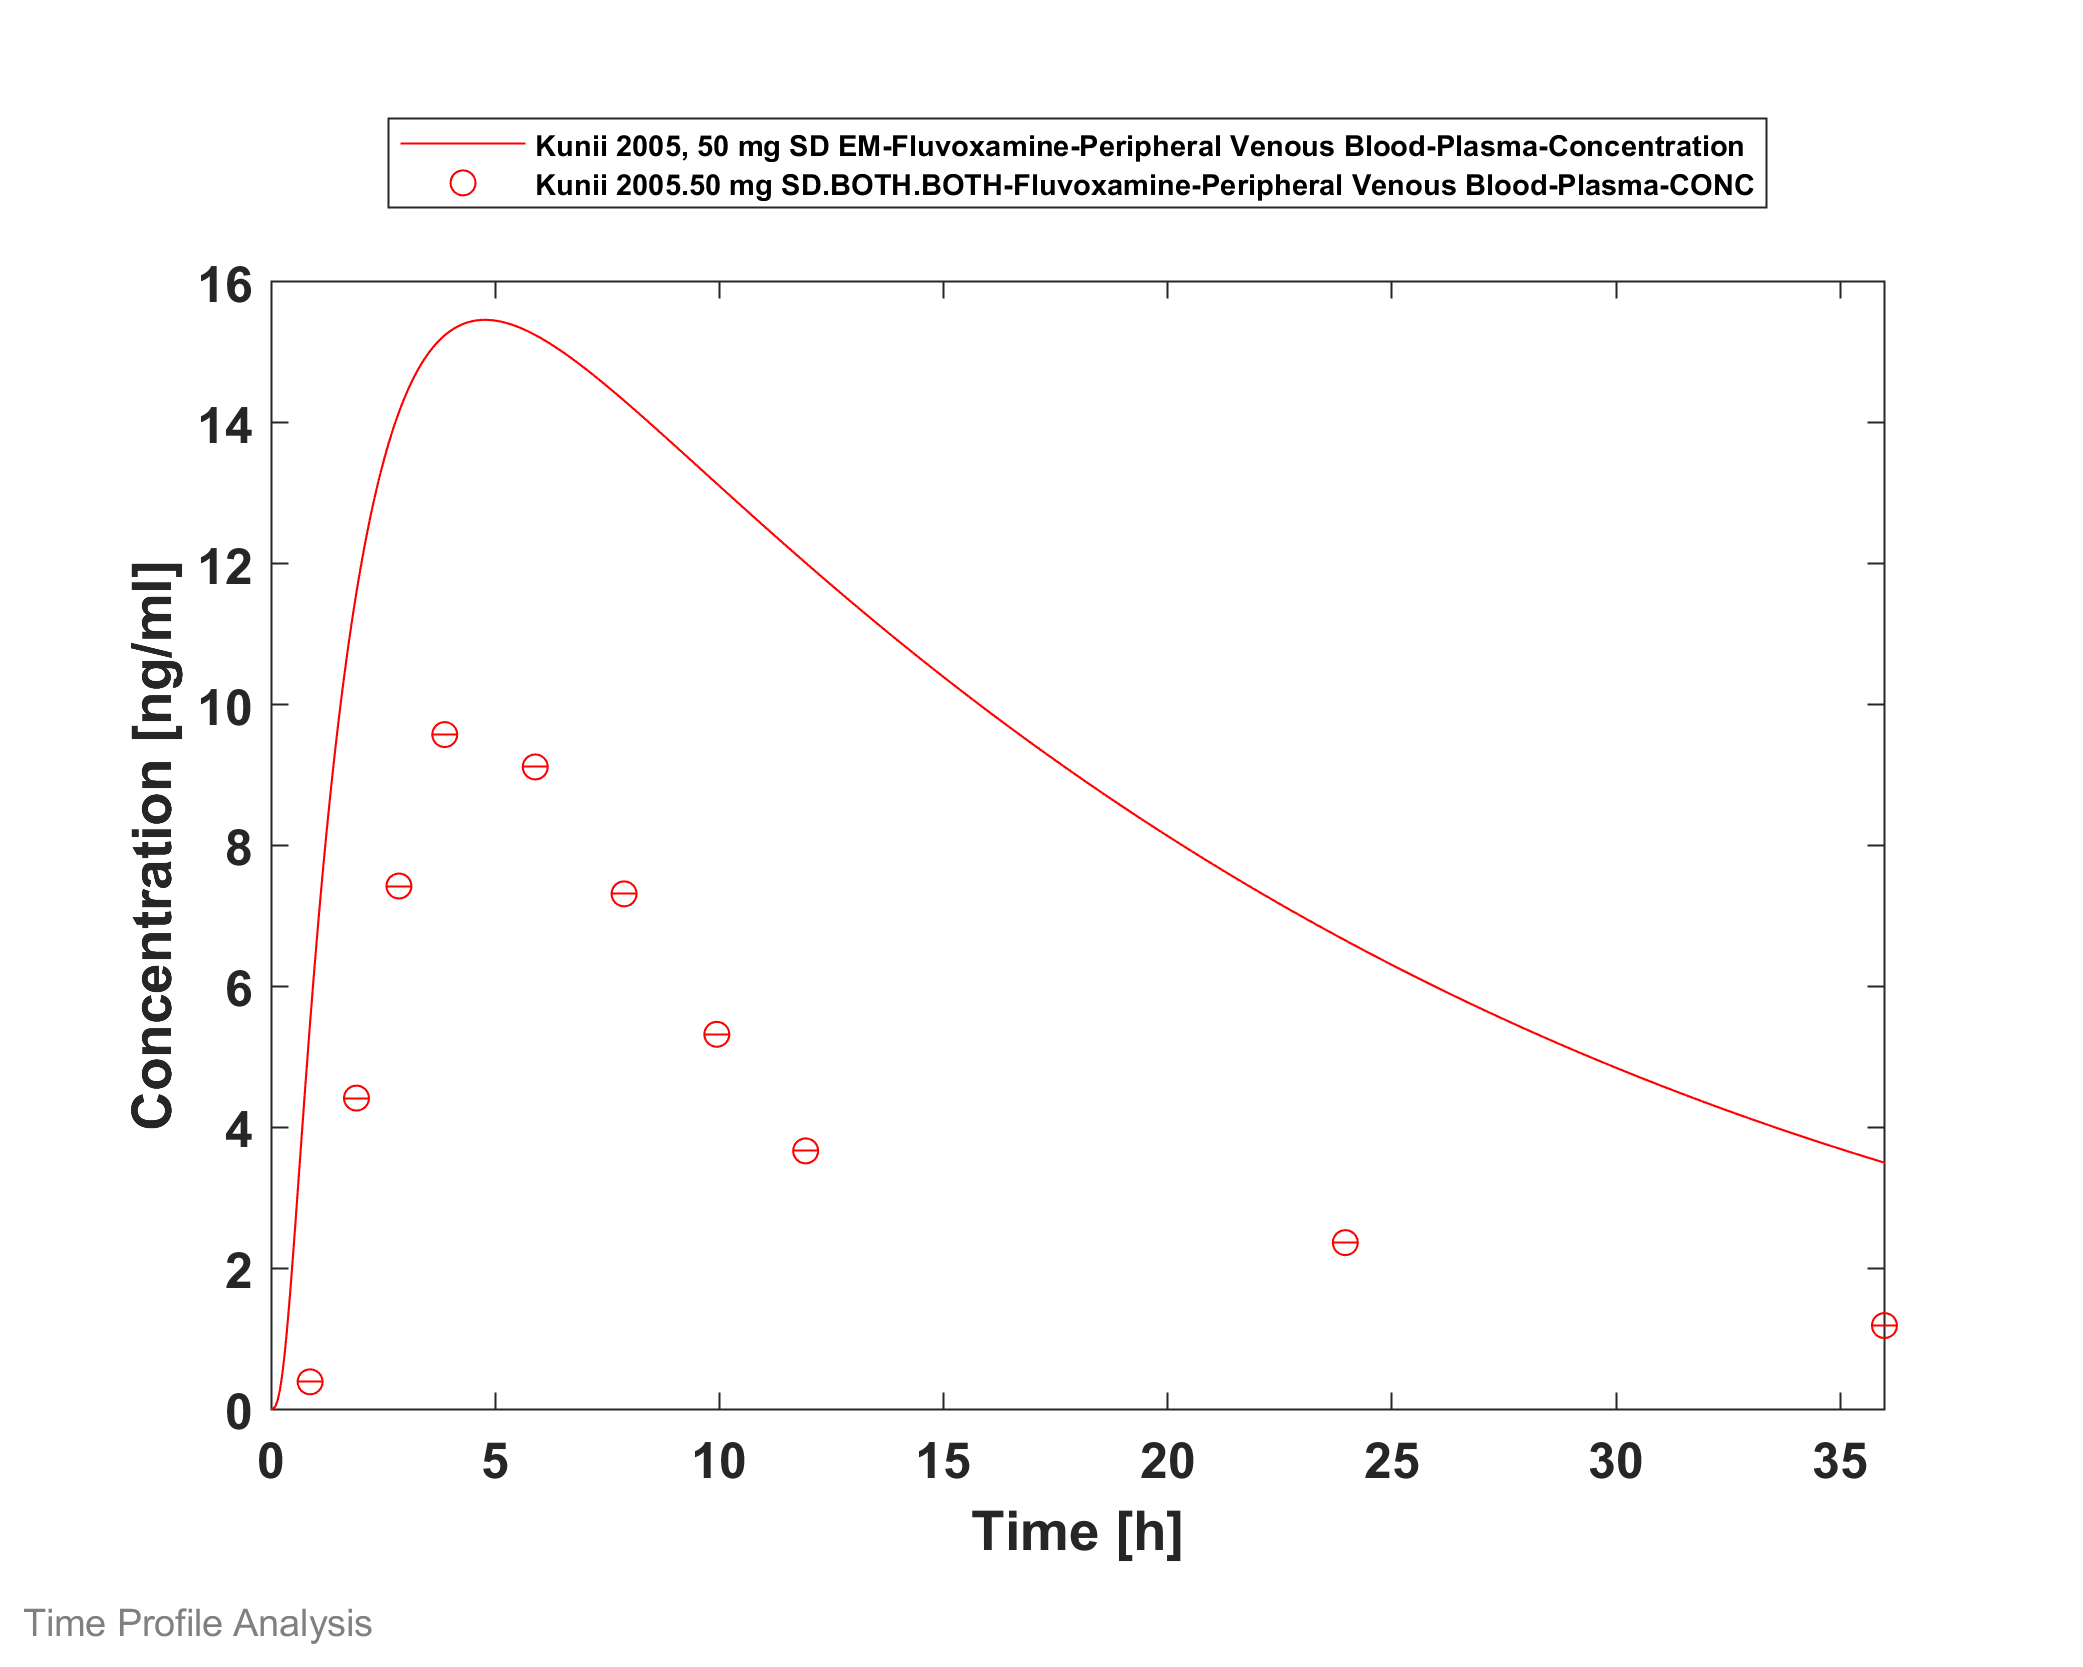 Kunii 2005, 50 mg SD EM-Fluvoxamine-Peripheral Venous Blood-Plasma-Concentration
Kunii 2005.50 mg SD.BOTH.BOTH-Fluvoxamine-Peripheral Venous Blood-Plasma-CONC
16
14
12
10
8
6
4
2
0
Concentration [ng/ml]
0 5 10 15 20 25 30 35
Time [h]
Time Profile Analysis